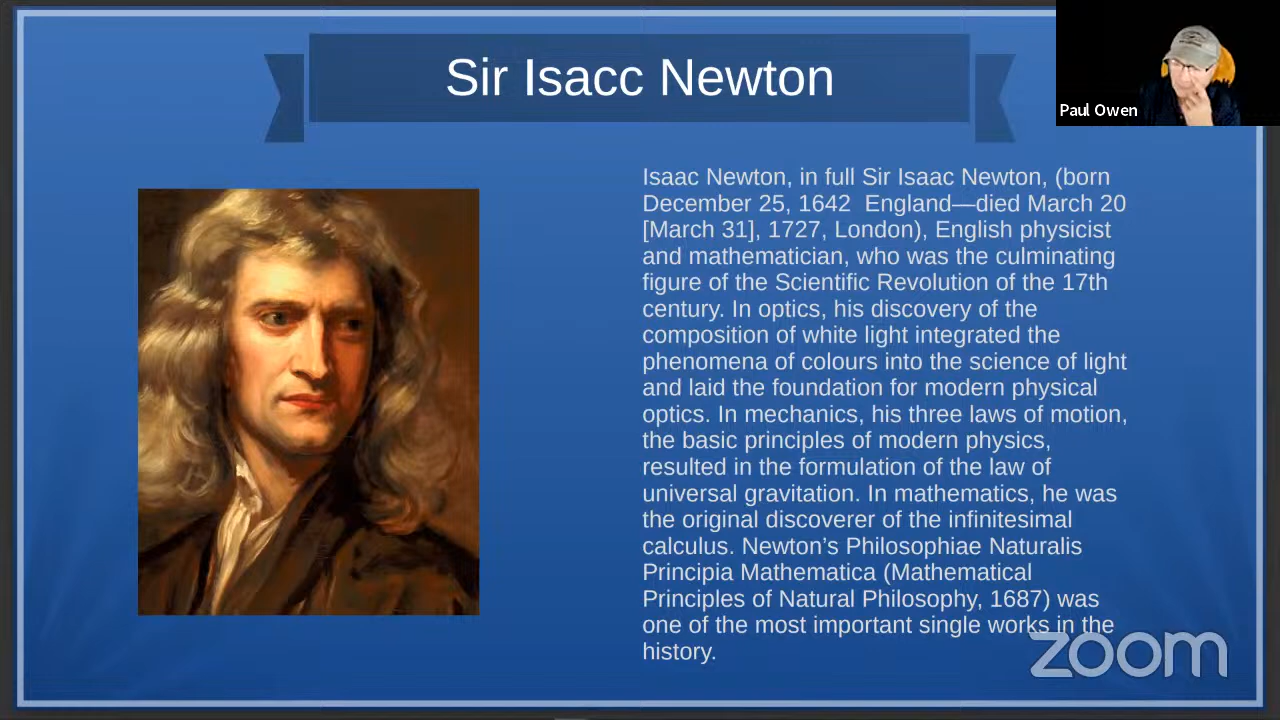 Sir Isacc Newton
Paul Owen
Isaac Newton, in full Sir Isaac Newton, (born
December 25, 1642  England—died March 20
[March 31], 1727, London), English physicist
and mathematician, who was the culminating
figure of the Scientific Revolution of the 17th
century. In optics, his discovery of the
composition of white light integrated the
phenomena of colours into the science of light
and laid the foundation for modern physical
optics. In mechanics, his three laws of motion,
the basic principles of modern physics,
resulted in the formulation of the law of
universal gravitation. In mathematics, he was
the original discoverer of the infinitesimal
calculus. Newton’s Philosophiae Naturalis
Principia Mathematica (Mathematical
Principles of Natural Philosophy, 1687) was
one of the most important single works in the
history.
zoom